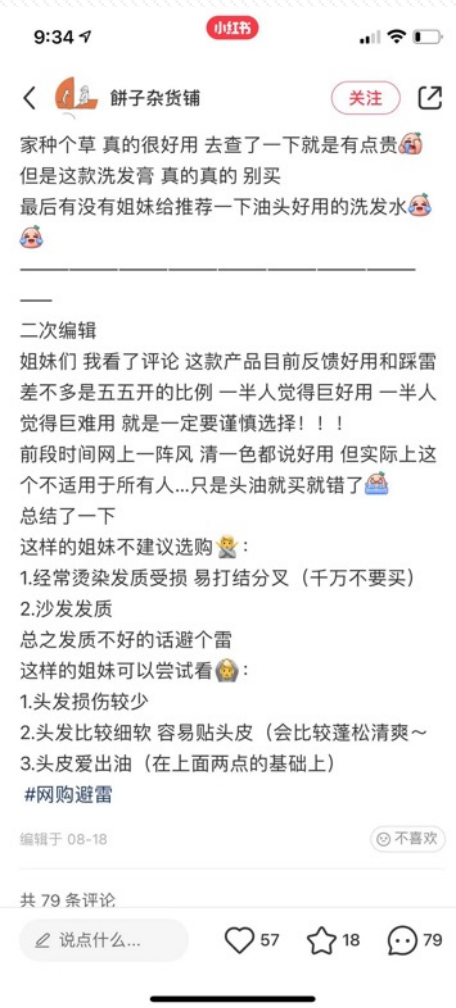 9:34
小红书
餅子杂货铺
关注
家种个草 真的很好用 去查了一下就是有点贵
但是这款洗发膏 真的真的 别买
最后有没有姐妹给推荐一下油头好用的洗发水
————————————————
——
二次编辑
姐妹们 我看了评论 这款产品目前反馈好用和踩雷
差不多是五五开的比例 一半人觉得巨好用 一半人
觉得巨难用 就是一定要谨慎选择！！！
前段时间网上一阵风 清一色都说好用 但实际上这
个不适用于所有人...只是头油就买就错了
总结了一下
这样的姐妹不建议选购🙅：
1.经常烫染发质受损 易打结分叉（千万不要买）
2.沙发发质
总之发质不好的话避个雷
这样的姐妹可以尝试看🙆：
1.头发损伤较少
2.头发比较细软 容易贴头皮（会比较蓬松清爽～
3.头皮爱出油（在上面两点的基础上）
#网购避雷
编辑于 08-18
不喜欢
共 79 条评论
说点什么...
57
18
79